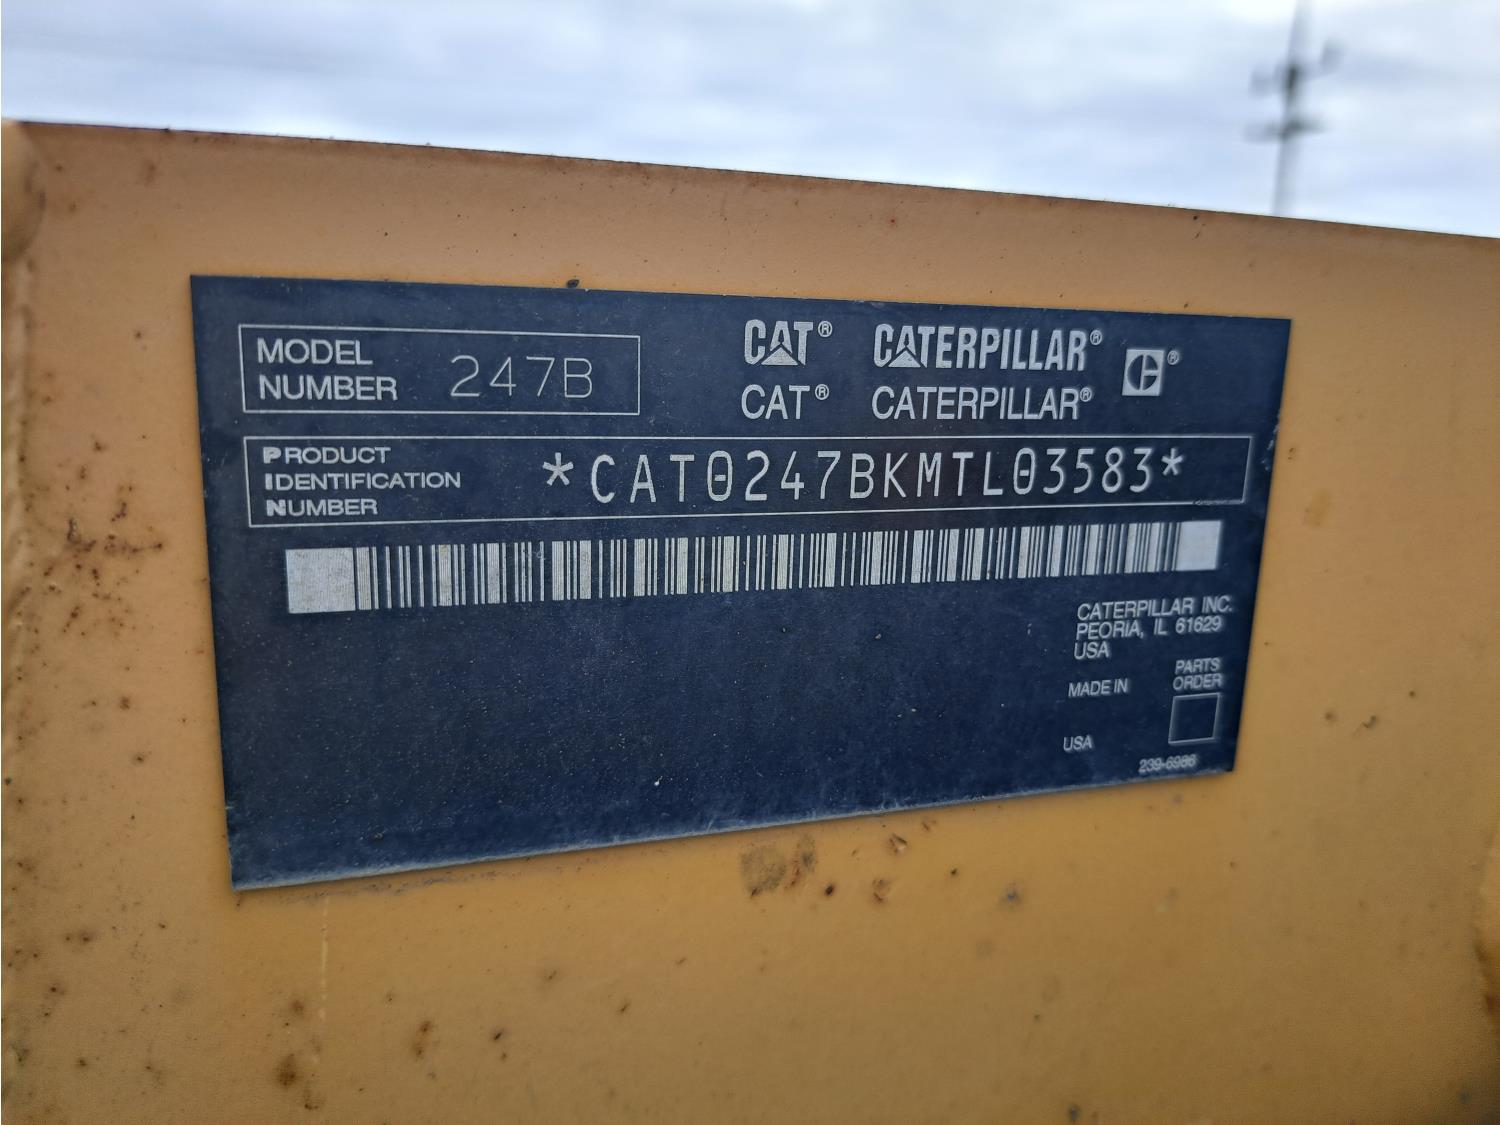 MODEL NUMBER 247B
CAT® CATERPILLAR® C®
CAT® CATERPILLAR®
PRODUCT
IDENTIFICATION
NUMBER
*CAT0247BKMTL03583*
CATERPILLAR INC.
PEORIA, IL 61629
USA
MADE IN
USA
PARTS
ORDER
239-6986